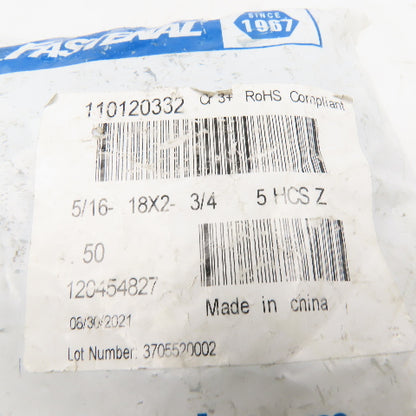 FASTENAL
SINCE
1967
110120332 Cr 3+ RoHS Compliant
5/16- 18X2- 3/4 5 HCS Z
50
120454827
Made in china
08/30/2021
Lot Number: 3705520002